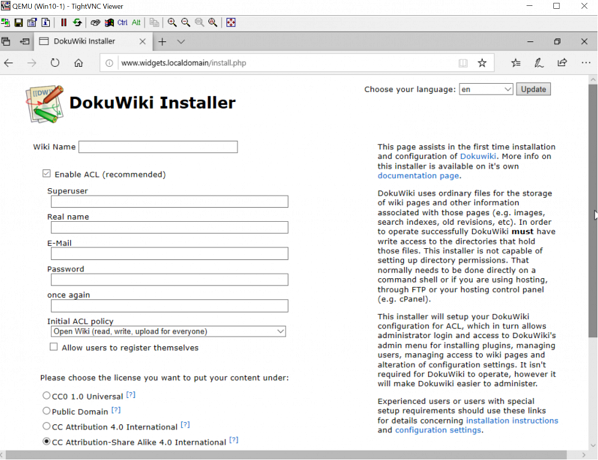 QEMU (Win10-1) - TightVNC Viewer
Ctrl Alt
DokuWiki Installer
www.widgets.localdomain/install.php
Choose your language: en Update
DokuWiki Installer
Wiki Name
Enable ACL (recommended)
Superuser
Real name
E-Mail
Password
once again
Initial ACL policy
Open Wiki (read, write, upload for everyone)
Allow users to register themselves
Please choose the license you want to put your content under:
CC0 1.0 Universal [?]
Public Domain [?]
CC Attribution 4.0 International [?]
CC Attribution-Share Alike 4.0 International [?]
This page assists in the first time installation
and configuration of Dokuwiki. More info on
this installer is available on it's own
documentation page.
DokuWiki uses ordinary files for the storage
of wiki pages and other information
associated with those pages (e.g. images,
search indexes, old revisions, etc). In order
to operate successfully DokuWiki must have
write access to the directories that hold
those files. This installer is not capable of
setting up directory permissions. That
normally needs to be done directly on a
command shell or if you are using hosting,
through FTP or your hosting control panel
(e.g. cPanel).
This installer will setup your DokuWiki
configuration for ACL, which in turn allows
administrator login and access to DokuWiki's
admin menu for installing plugins, managing
users, managing access to wiki pages and
alteration of configuration settings. It isn't
required for DokuWiki to operate, however it
will make Dokuwiki easier to administer.
Experienced users or users with special
setup requirements should use these links
for details concerning installation instructions
and configuration settings.